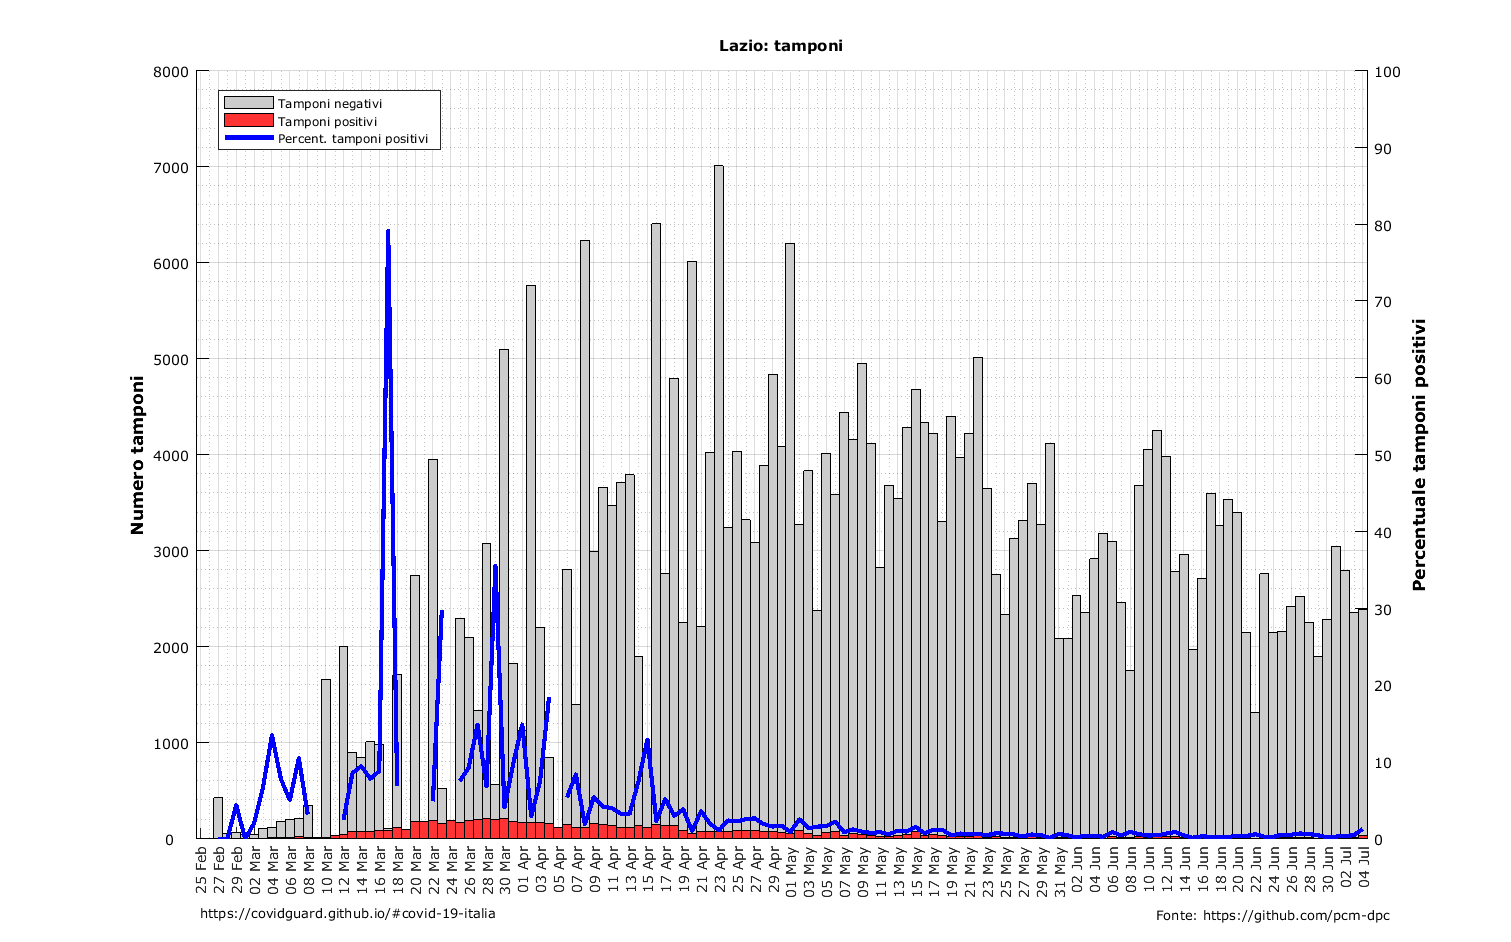 Lazio: tamponi
Tamponi negativi
Tamponi positivi
Percent. tamponi positivi
Numero tamponi
8000
7000
6000
5000
4000
3000
2000
1000
0
Percentuale tamponi positivi
100
90
80
70
60
50
40
30
20
10
0
25 Feb
27 Feb
29 Feb
02 Mar
04 Mar
06 Mar
08 Mar
10 Mar
12 Mar
14 Mar
16 Mar
18 Mar
20 Mar
22 Mar
24 Mar
26 Mar
28 Mar
30 Mar
01 Apr
03 Apr
05 Apr
07 Apr
09 Apr
11 Apr
13 Apr
15 Apr
17 Apr
19 Apr
21 Apr
23 Apr
25 Apr
27 Apr
29 Apr
01 May
03 May
05 May
07 May
09 May
11 May
13 May
15 May
17 May
19 May
21 May
23 May
25 May
27 May
29 May
31 May
02 Jun
04 Jun
06 Jun
08 Jun
10 Jun
12 Jun
14 Jun
16 Jun
18 Jun
20 Jun
22 Jun
24 Jun
26 Jun
28 Jun
30 Jun
02 Jul
04 Jul
https://covidguard.github.io/#covid-19-italia
Fonte: https://github.com/pcm-dpc